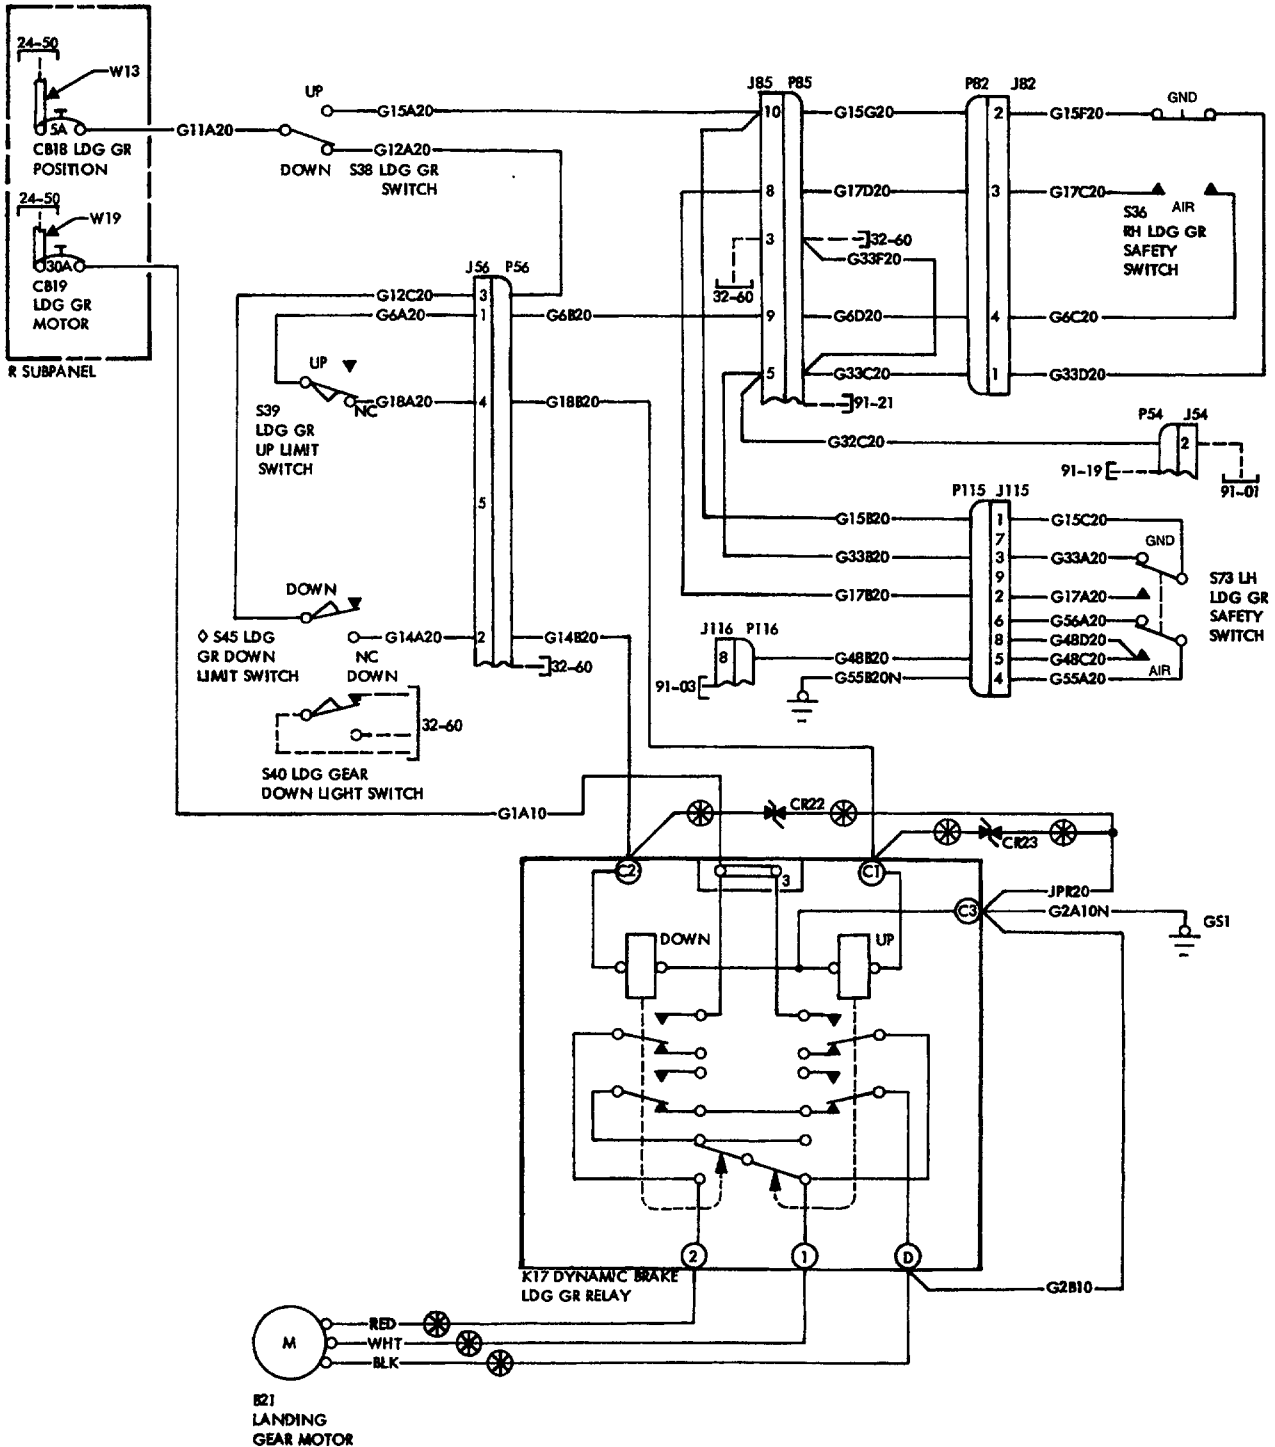 24-50
W13
5A
CB18 LDG GR
POSITION
24-50
W19
30A
CB19
LDG GR
MOTOR
R SUBPANEL
G11A20
UP
G15A20
G12A20
DOWN
S38 LDG GR
SWITCH
J85 P85
10
8
3
9
5
G15G20
G17D20
32-60
G33F20
32-60
G6D20
G33C20
91-21
P82 J82
2
3
4
1
G15F20
GND
G17C20
AIR
S36
RH LDG GR
SAFETY
SWITCH
G6C20
G33D20
J56 P56
3
1
4
5
2
G12C20
G6A20
G6B20
UP
NC
G18A20
G18B20
S39
LDG GR
UP LIMIT
SWITCH
DOWN
◊ S45 LDG
GR DOWN
LIMIT SWITCH
NC
DOWN
G14A20
G14B20
32-60
32-60
S40 LDG GEAR
DOWN LIGHT SWITCH
G32C20
P54 J54
2
91-19
91-01
P115 J115
G15B20
1
G15C20
7
GND
G33B20
3
G33A20
9
G17B20
2
G17A20
6
G56A20
8
G48D20
G48B20
5
G48C20
G55B20N
4
G55A20
AIR
S73 LH
LDG GR
SAFETY
SWITCH
J116 P116
8
91-03
G1A10
CR22
CR23
C2
3
C1
C3
JPR20
G2A10N
GS1
DOWN
UP
2
1
D
K17 DYNAMIC BRAKE
LDG GR RELAY
G2B10
RED
WHT
BLK
M
B21
LANDING
GEAR MOTOR